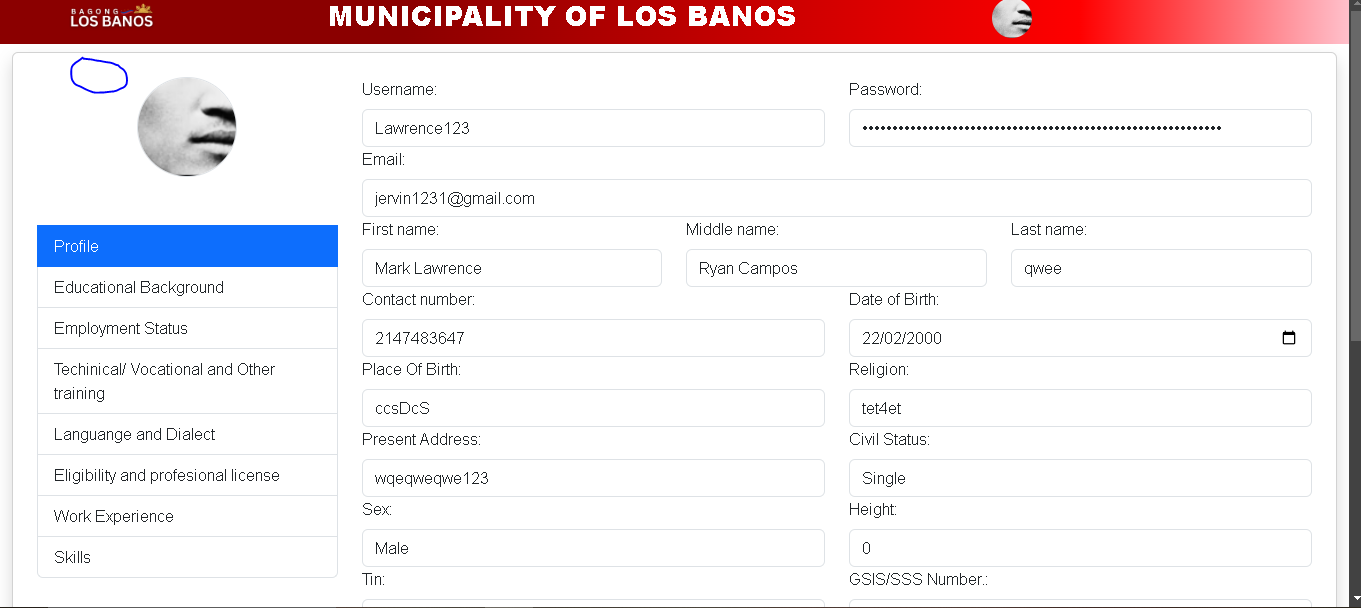 BAGONG
LOS BANOS
MUNICIPALITY OF LOS BANOS
Username:
Password:
Lawrence123
••••••••••••••••••••••••••••••••••••••••••••••••••••••••••••
Email:
jervin1231@gmail.com
Profile
Educational Background
Employment Status
Techinical/ Vocational and Other
training
Languange and Dialect
Eligibility and profesional license
Work Experience
Skills
First name:
Middle name:
Last name:
Mark Lawrence
Ryan Campos
qwee
Contact number:
Date of Birth:
2147483647
22/02/2000
Place Of Birth:
Religion:
ccsDcS
tet4et
Present Address:
Civil Status:
wqeqweqwe123
Single
Sex:
Height:
Male
0
Tin:
GSIS/SSS Number.: